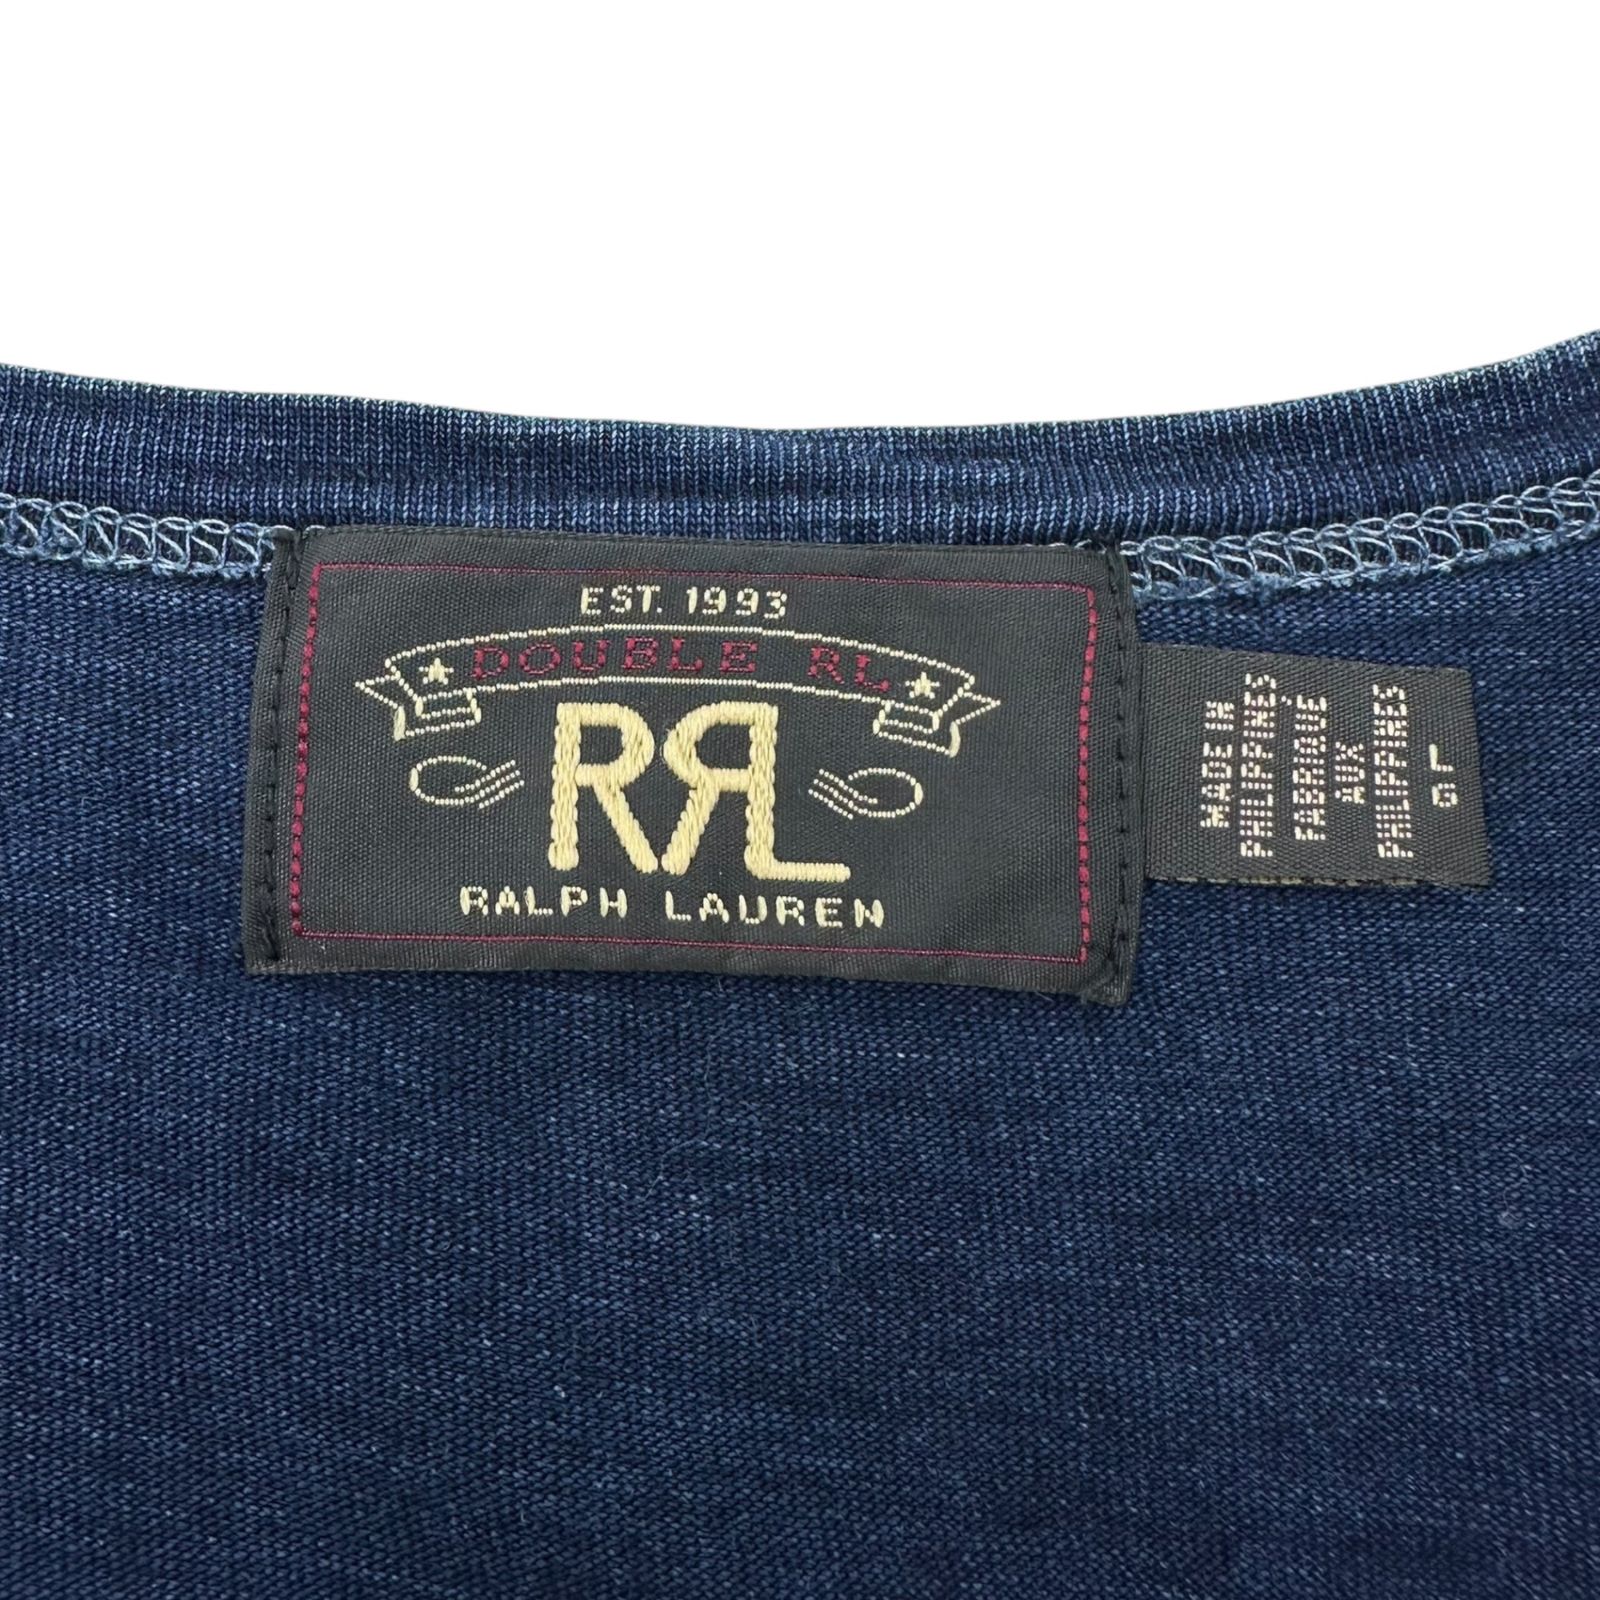 EST. 1993
DOUBLE RL
RRL
RALPH LAUREN
MADE IN
PHILIPPINES
FABRIQUE
AUX
PHILIPPINES